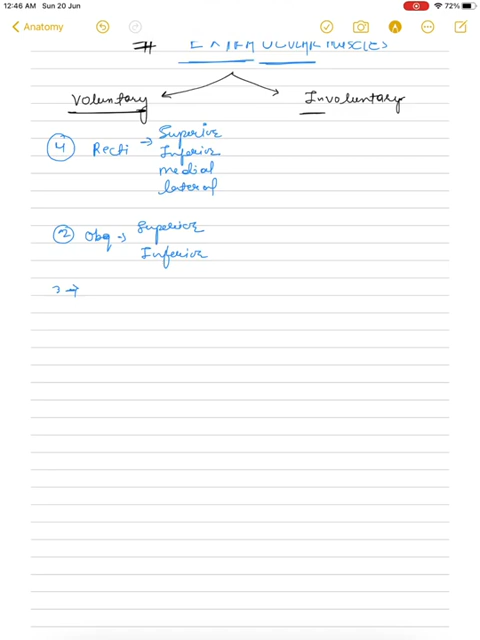 12:46 AM Sun 20 Jun 72%
Anatomy
# EXTRA OCULAR MUSCLES
Voluntary Involuntary
4 Recti → Superior
Inferior
medial
lateral
2 Obq → Superior
Inferior
3 →